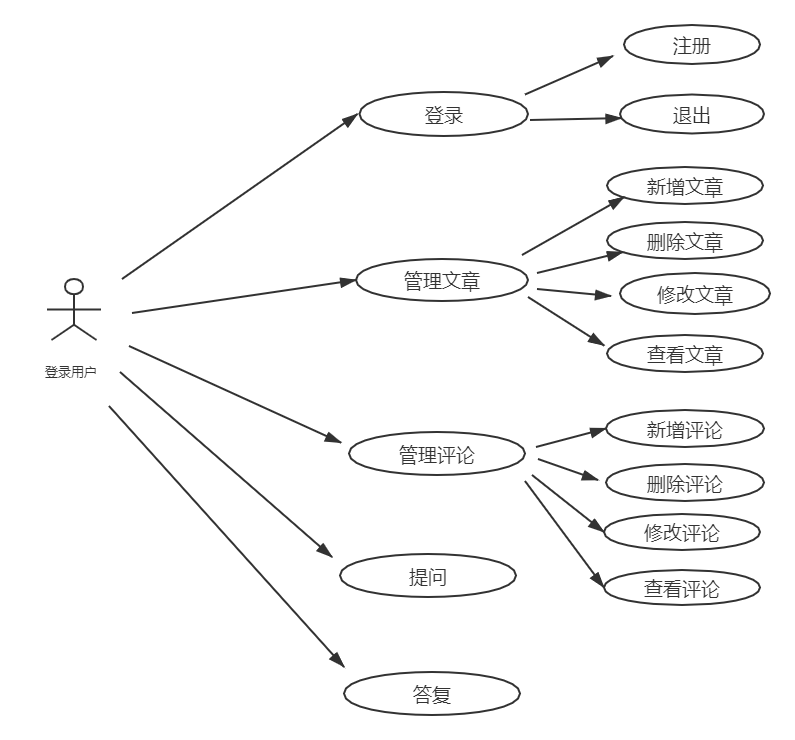 注册
登录
退出
新增文章
删除文章
管理文章
修改文章
查看文章
登录用户
新增评论
管理评论
删除评论
修改评论
提问
查看评论
答复